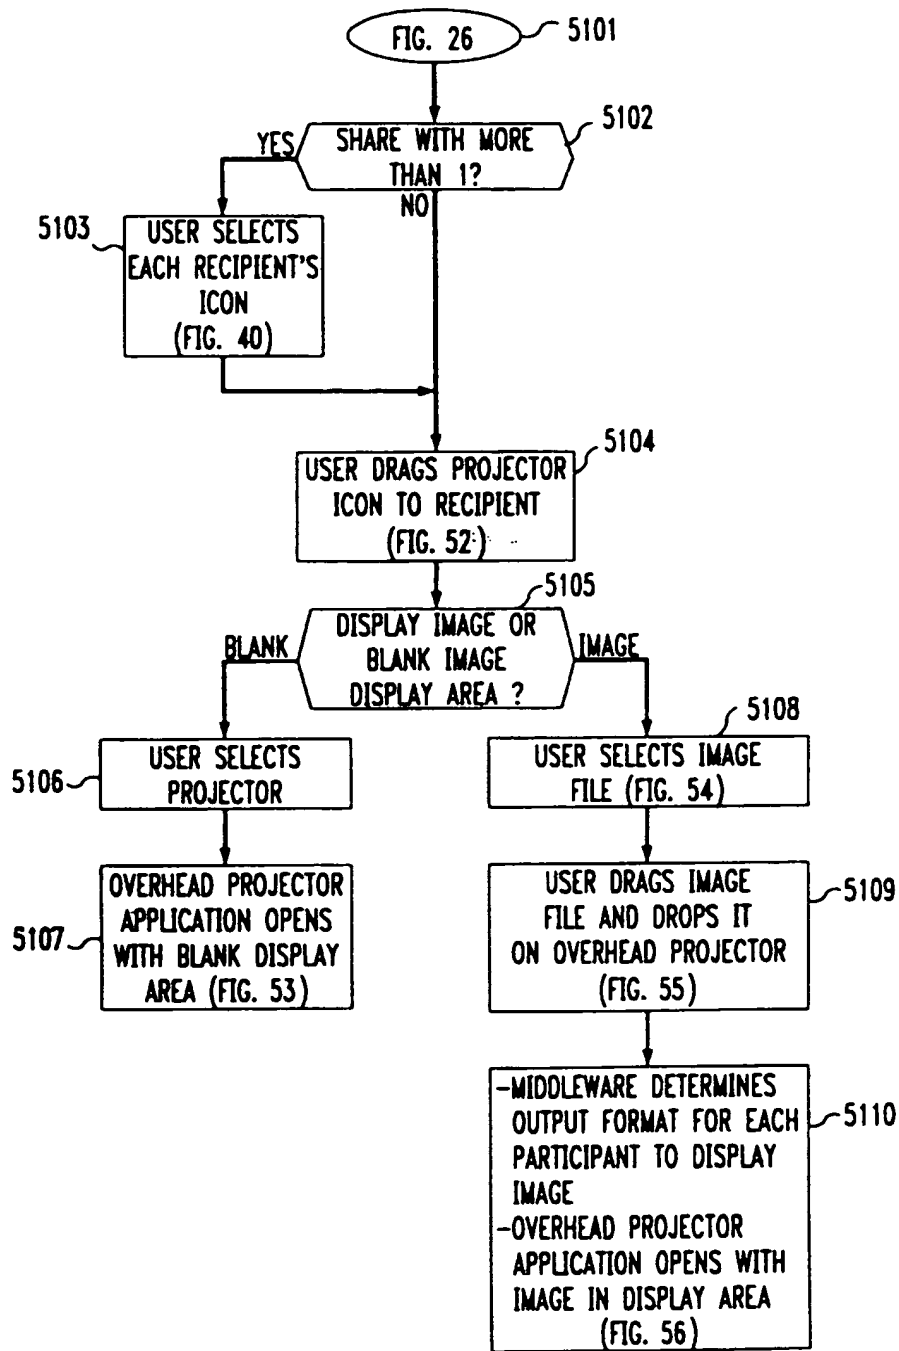 FIG. 26
5101
5102
SHARE WITH MORE
THAN 1?
YES
NO
5103
USER SELECTS
EACH RECIPIENT'S
ICON
(FIG. 40)
5104
USER DRAGS PROJECTOR
ICON TO RECIPIENT
(FIG. 52)
5105
DISPLAY IMAGE OR
BLANK IMAGE
DISPLAY AREA ?
BLANK
IMAGE
5106
USER SELECTS
PROJECTOR
5107
OVERHEAD PROJECTOR
APPLICATION OPENS
WITH BLANK DISPLAY
AREA (FIG. 53)
5108
USER SELECTS IMAGE
FILE (FIG. 54)
5109
USER DRAGS IMAGE
FILE AND DROPS IT
ON OVERHEAD PROJECTOR
(FIG. 55)
5110
-MIDDLEWARE DETERMINES
OUTPUT FORMAT FOR EACH
PARTICIPANT TO DISPLAY
IMAGE
-OVERHEAD PROJECTOR
APPLICATION OPENS WITH
IMAGE IN DISPLAY AREA
(FIG. 56)